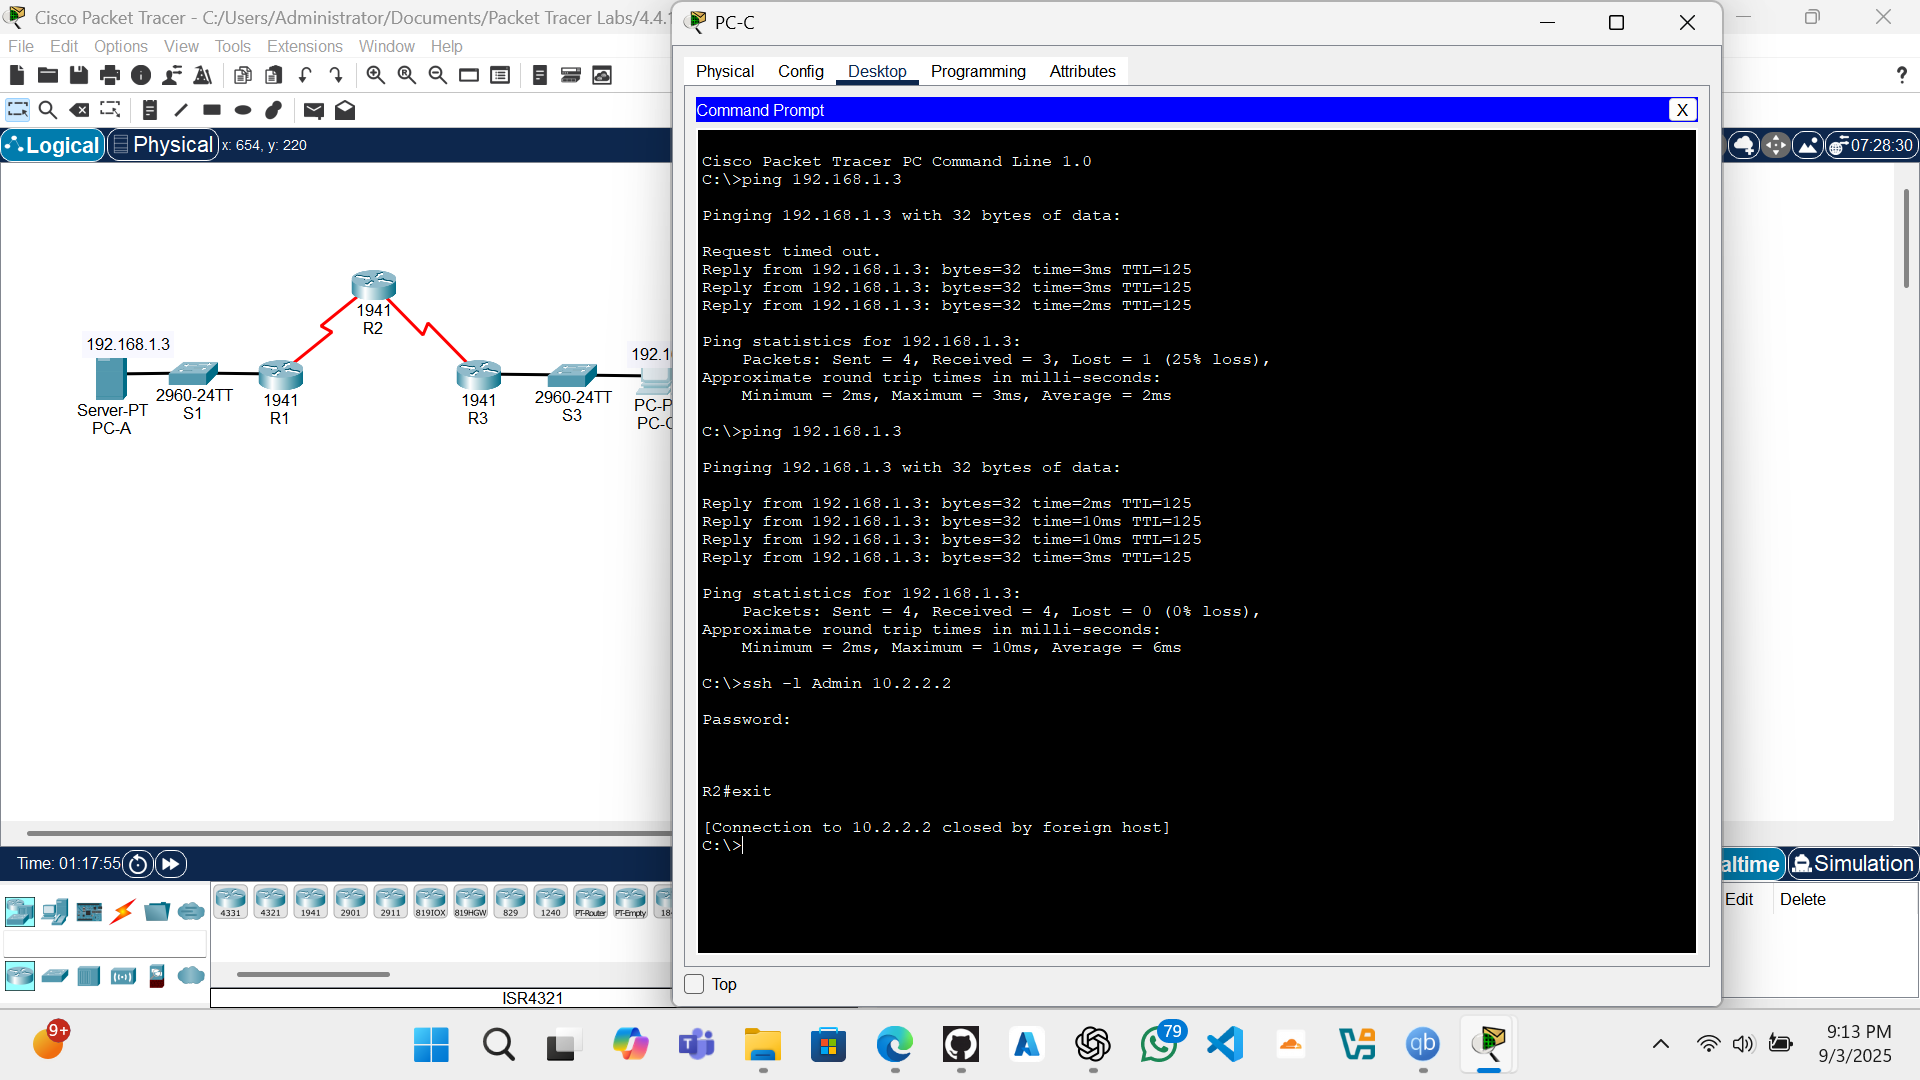 Cisco Packet Tracer - C:/Users/Administrator/Documents/Packet Tracer Labs/4.4.1
File Edit Options View Tools Extensions Window Help
?
Logical Physical x: 654, y: 220
07:28:30
1941
R2
192.168.1.3
192.1
Server-PT
PC-A
2960-24TT
S1
1941
R1
1941
R3
2960-24TT
S3
PC-P
PC-C
PC-C
Physical Config Desktop Programming Attributes
Command Prompt
X
Cisco Packet Tracer PC Command Line 1.0
C:\>ping 192.168.1.3
Pinging 192.168.1.3 with 32 bytes of data:
Request timed out.
Reply from 192.168.1.3: bytes=32 time=3ms TTL=125
Reply from 192.168.1.3: bytes=32 time=3ms TTL=125
Reply from 192.168.1.3: bytes=32 time=2ms TTL=125
Ping statistics for 192.168.1.3:
Packets: Sent = 4, Received = 3, Lost = 1 (25% loss),
Approximate round trip times in milli-seconds:
Minimum = 2ms, Maximum = 3ms, Average = 2ms
C:\>ping 192.168.1.3
Pinging 192.168.1.3 with 32 bytes of data:
Reply from 192.168.1.3: bytes=32 time=2ms TTL=125
Reply from 192.168.1.3: bytes=32 time=10ms TTL=125
Reply from 192.168.1.3: bytes=32 time=10ms TTL=125
Reply from 192.168.1.3: bytes=32 time=3ms TTL=125
Ping statistics for 192.168.1.3:
Packets: Sent = 4, Received = 4, Lost = 0 (0% loss),
Approximate round trip times in milli-seconds:
Minimum = 2ms, Maximum = 10ms, Average = 6ms
C:\>ssh -l Admin 10.2.2.2
Password:
R2#exit
[Connection to 10.2.2.2 closed by foreign host]
C:\>
Top
Time: 01:17:55
altime Simulation
Edit Delete
4331 4321 1941 2901 2911 819IOX 819HGW 829 1240 PT-Router PT-Empty 18
ISR4321
9+
79
qb
9:13 PM
9/3/2025